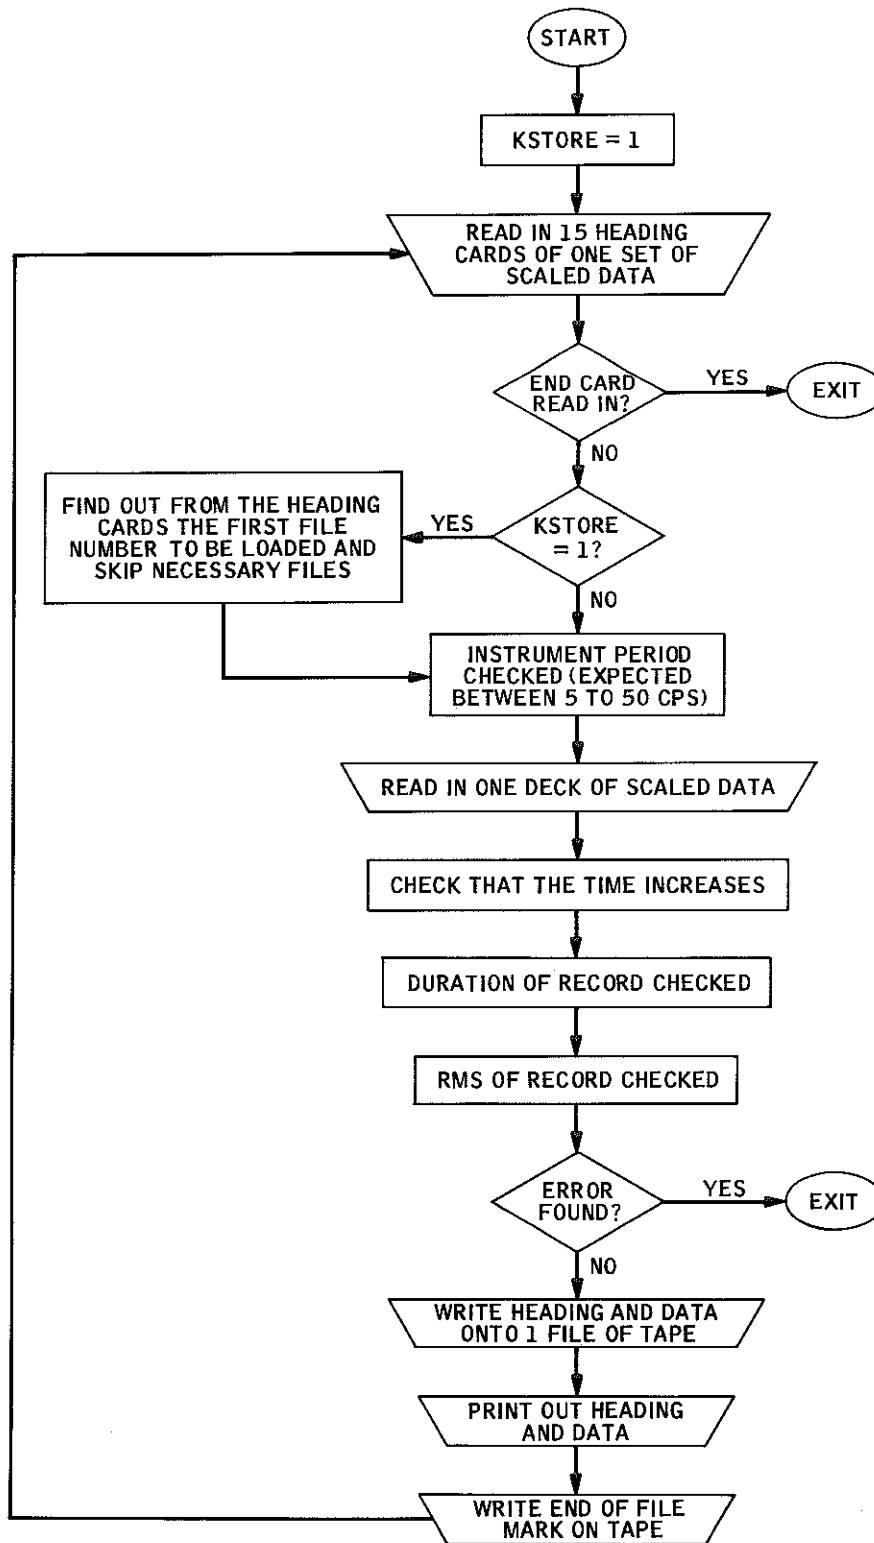 START
KSTORE = 1
READ IN 15 HEADING
CARDS OF ONE SET OF
SCALED DATA
END CARD
READ IN?
YES
EXIT
NO
KSTORE
= 1?
YES
FIND OUT FROM THE HEADING
CARDS THE FIRST FILE
NUMBER TO BE LOADED AND
SKIP NECESSARY FILES
NO
INSTRUMENT PERIOD
CHECKED (EXPECTED
BETWEEN 5 TO 50 CPS)
READ IN ONE DECK OF SCALED DATA
CHECK THAT THE TIME INCREASES
DURATION OF RECORD CHECKED
RMS OF RECORD CHECKED
ERROR
FOUND?
YES
EXIT
NO
WRITE HEADING AND DATA
ONTO 1 FILE OF TAPE
PRINT OUT HEADING
AND DATA
WRITE END OF FILE
MARK ON TAPE